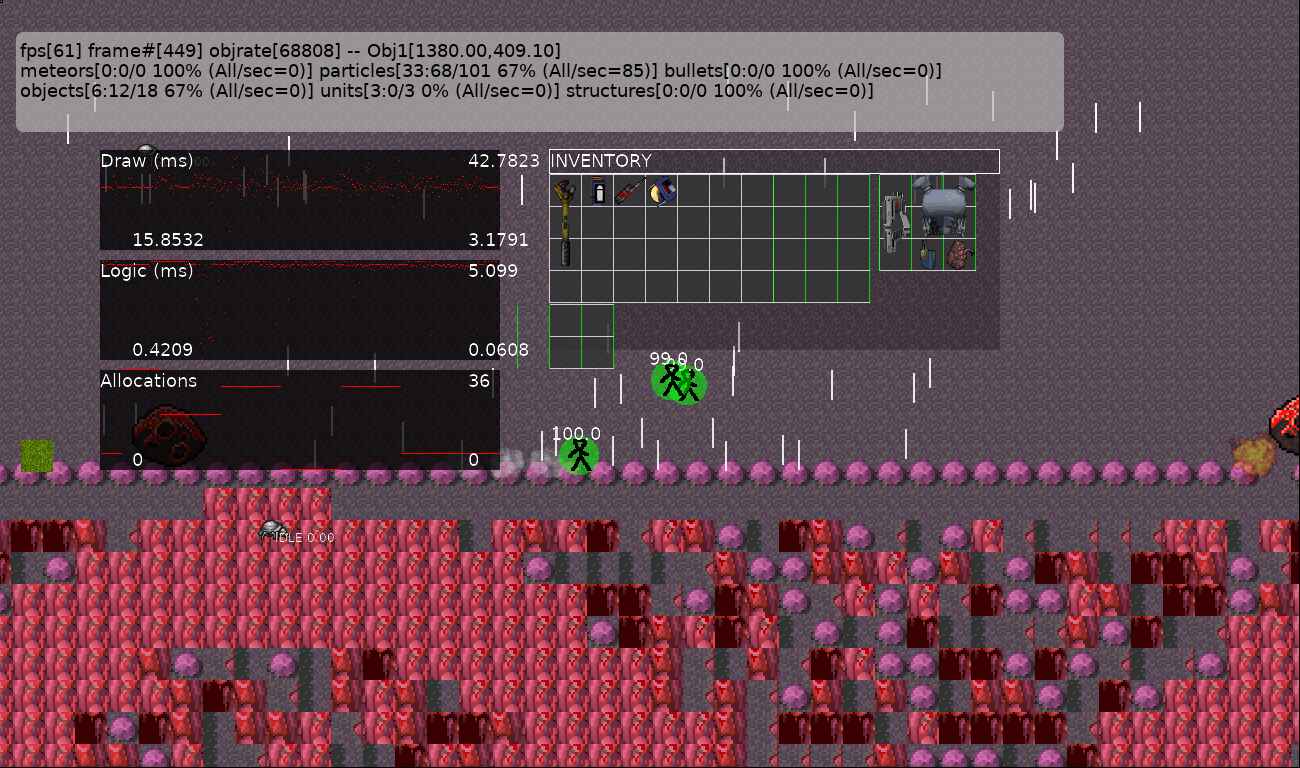 fps[61] frame#[449] objrate[68808] -- Obj1[1380.00,409.10]
meteors[0:0/0 100% (All/sec=0)] particles[33:68/101 67% (All/sec=85)] bullets[0:0/0 100% (All/sec=0)]
objects[6:12/18 67% (All/sec=0)] units[3:0/3 0% (All/sec=0)] structures[0:0/0 100% (All/sec=0)]
Draw (ms) 42.7823
15.8532 3.1791
INVENTORY
Logic (ms) 5.099
0.4209 0.0608
Allocations 36
0 0
99.0
100.0
IDLE 0.00